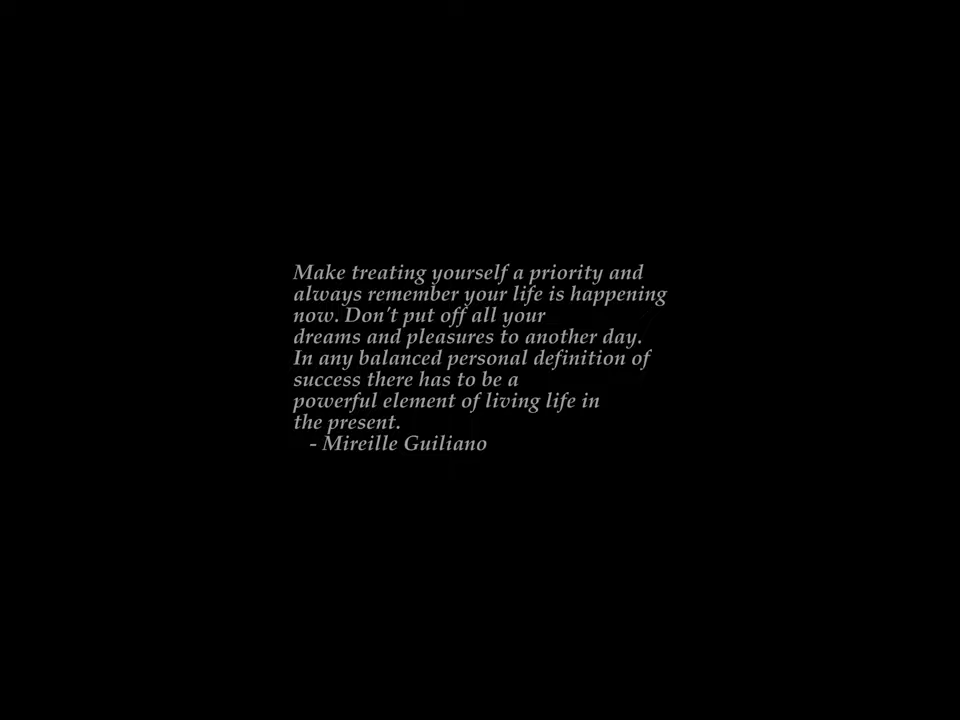 Make treating yourself a priority and
always remember your life is happening
now. Don't put off all your
dreams and pleasures to another day.
In any balanced personal definition of
success there has to be a
powerful element of living life in
the present.
- Mireille Guiliano